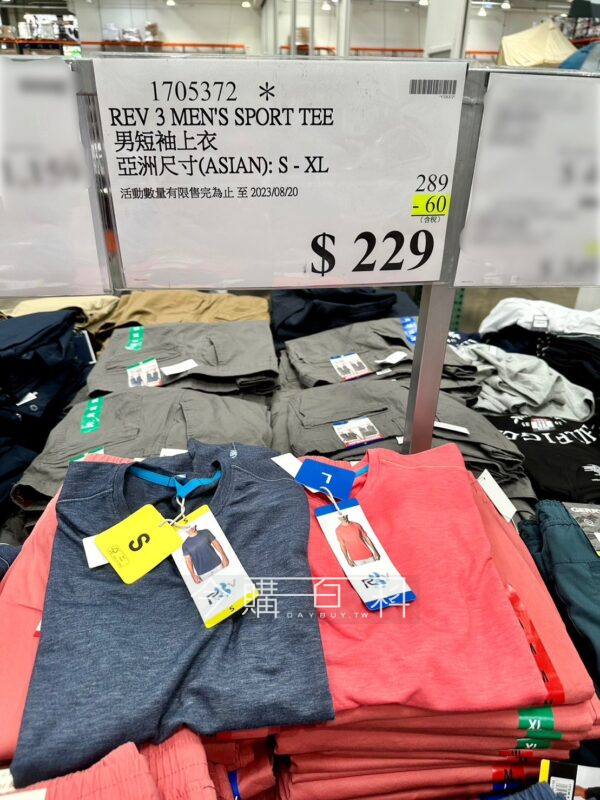 1705372 *
REV 3 MEN'S SPORT TEE
男短袖上衣
亞洲尺寸(ASIAN): S - XL
活動數量有限售完為止 至 2023/08/20
289
- 60
(含稅)
$ 229
S
L
S
今購百科
DAYBUY.TW
XL
XL
M